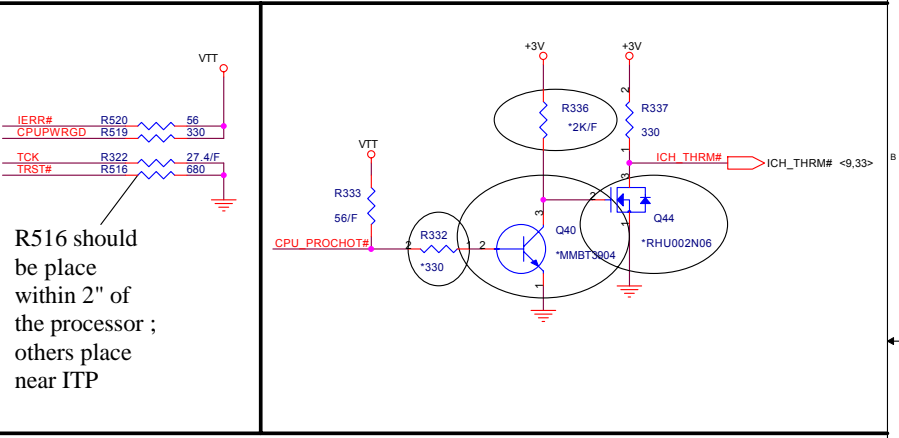 VTT
IERR# R520 56
CPUPWRGD R519 330
TCK R322 27.4/F
TRST# R516 680
R516 should
be place
within 2" of
the processor ;
others place
near ITP
+3V +3V
2
R336 R337
*2K/F 330
1
ICH_THRM# ICH_THRM# <9,33>
VTT
R333
56/F
3
2
Q44
*RHU002N06
1
3
Q40
*MMBT3904
CPU_PROCHOT# 2 R332 1 2
*330
1
B